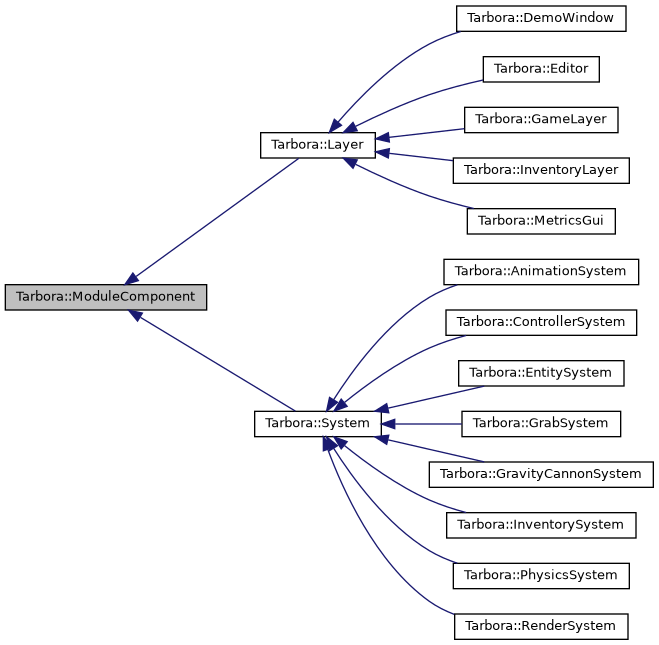 Tarbora::DemoWindow
Tarbora::Editor
Tarbora::GameLayer
Tarbora::Layer
Tarbora::InventoryLayer
Tarbora::MetricsGui
Tarbora::ModuleComponent
Tarbora::AnimationSystem
Tarbora::ControllerSystem
Tarbora::EntitySystem
Tarbora::System
Tarbora::GrabSystem
Tarbora::GravityCannonSystem
Tarbora::InventorySystem
Tarbora::PhysicsSystem
Tarbora::RenderSystem